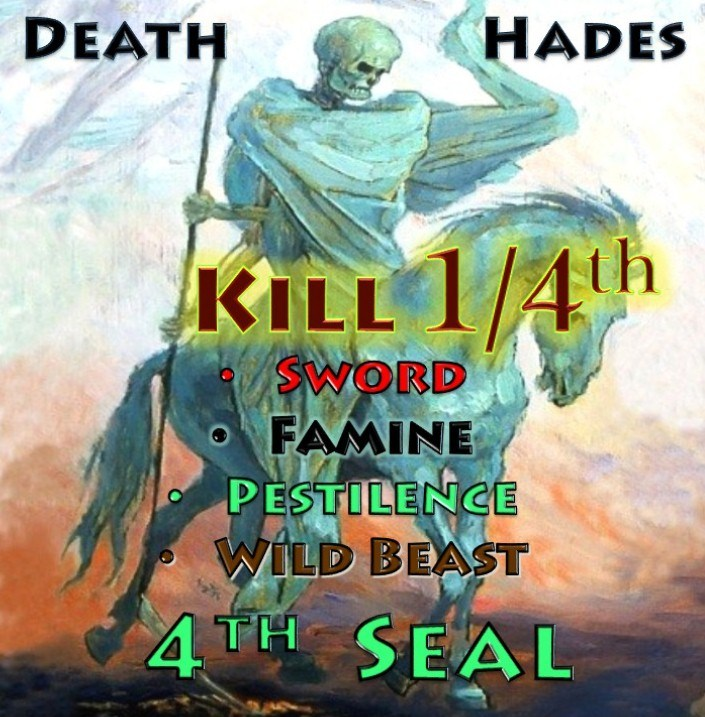 Death Hades
Kill 1/4th
• Sword
• Famine
• Pestilence
• Wild Beast
4th Seal